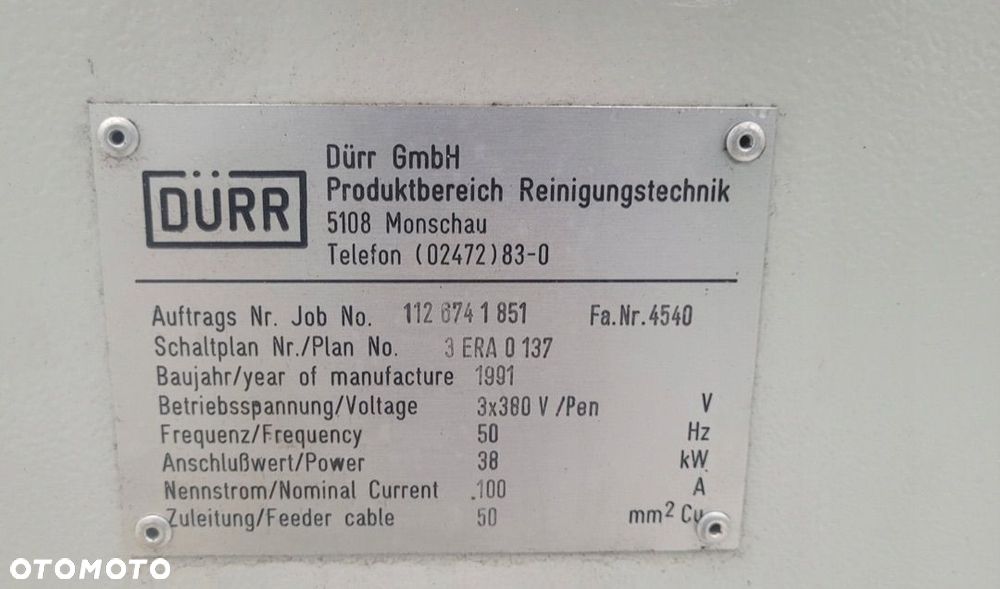 DÜRR
Dürr GmbH
Produktbereich Reinigungstechnik
5108 Monschau
Telefon (02472)83-0
Auftrags Nr. Job No. 112 674 1 851 Fa.Nr.4540
Schaltplan Nr./Plan No. 3 ERA 0 137
Baujahr/year of manufacture 1991
Betriebsspannung/Voltage 3x380 V /Pen V
Frequenz/Frequency 50 Hz
Anschlußwert/Power 38 kW
Nennstrom/Nominal Current .100 A
Zuleitung/Feeder cable 50 mm² Cu
OTOMOTO